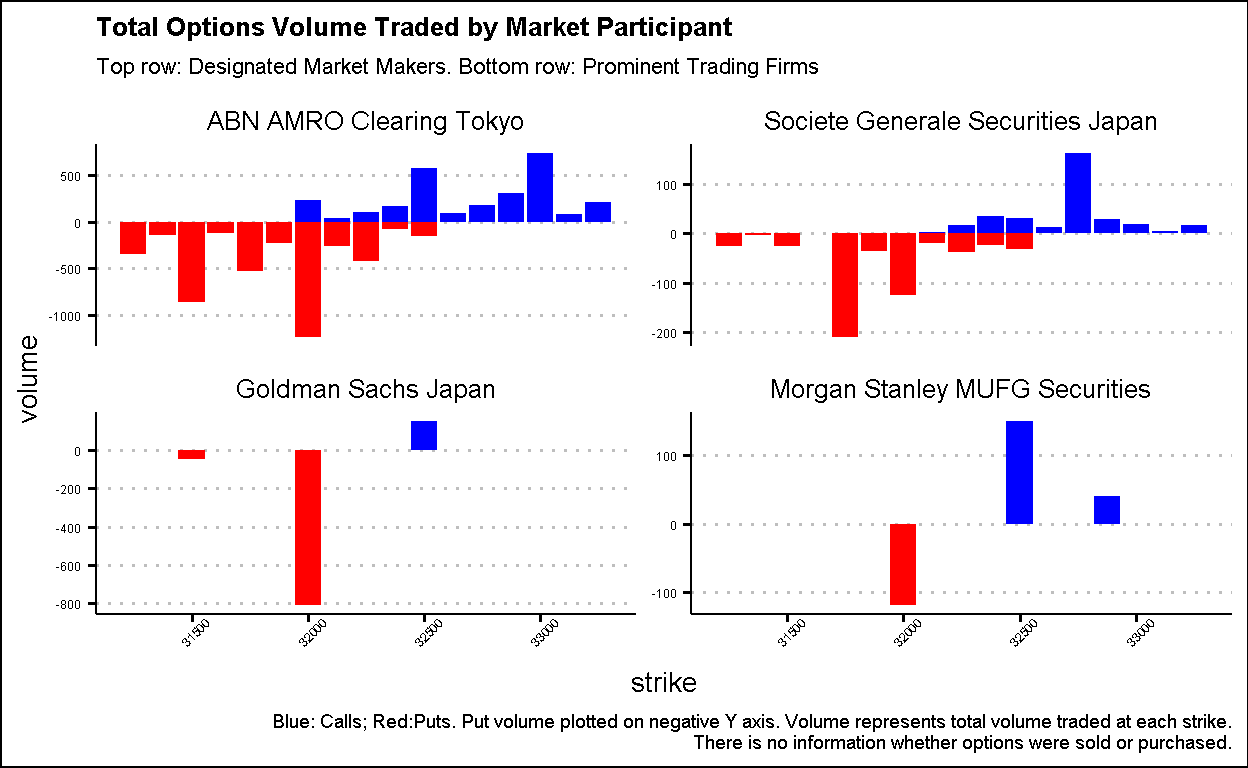 Total Options Volume Traded by Market Participant
Top row: Designated Market Makers. Bottom row: Prominent Trading Firms
ABN AMRO Clearing Tokyo
500
0
-500
-1000
Societe Generale Securities Japan
100
0
-100
-200
volume
Goldman Sachs Japan
0
-200
-400
-600
-800
31500
32000
32500
33000
Morgan Stanley MUFG Securities
100
0
-100
31500
32000
32500
33000
strike
Blue: Calls; Red:Puts. Put volume plotted on negative Y axis. Volume represents total volume traded at each strike.
There is no information whether options were sold or purchased.